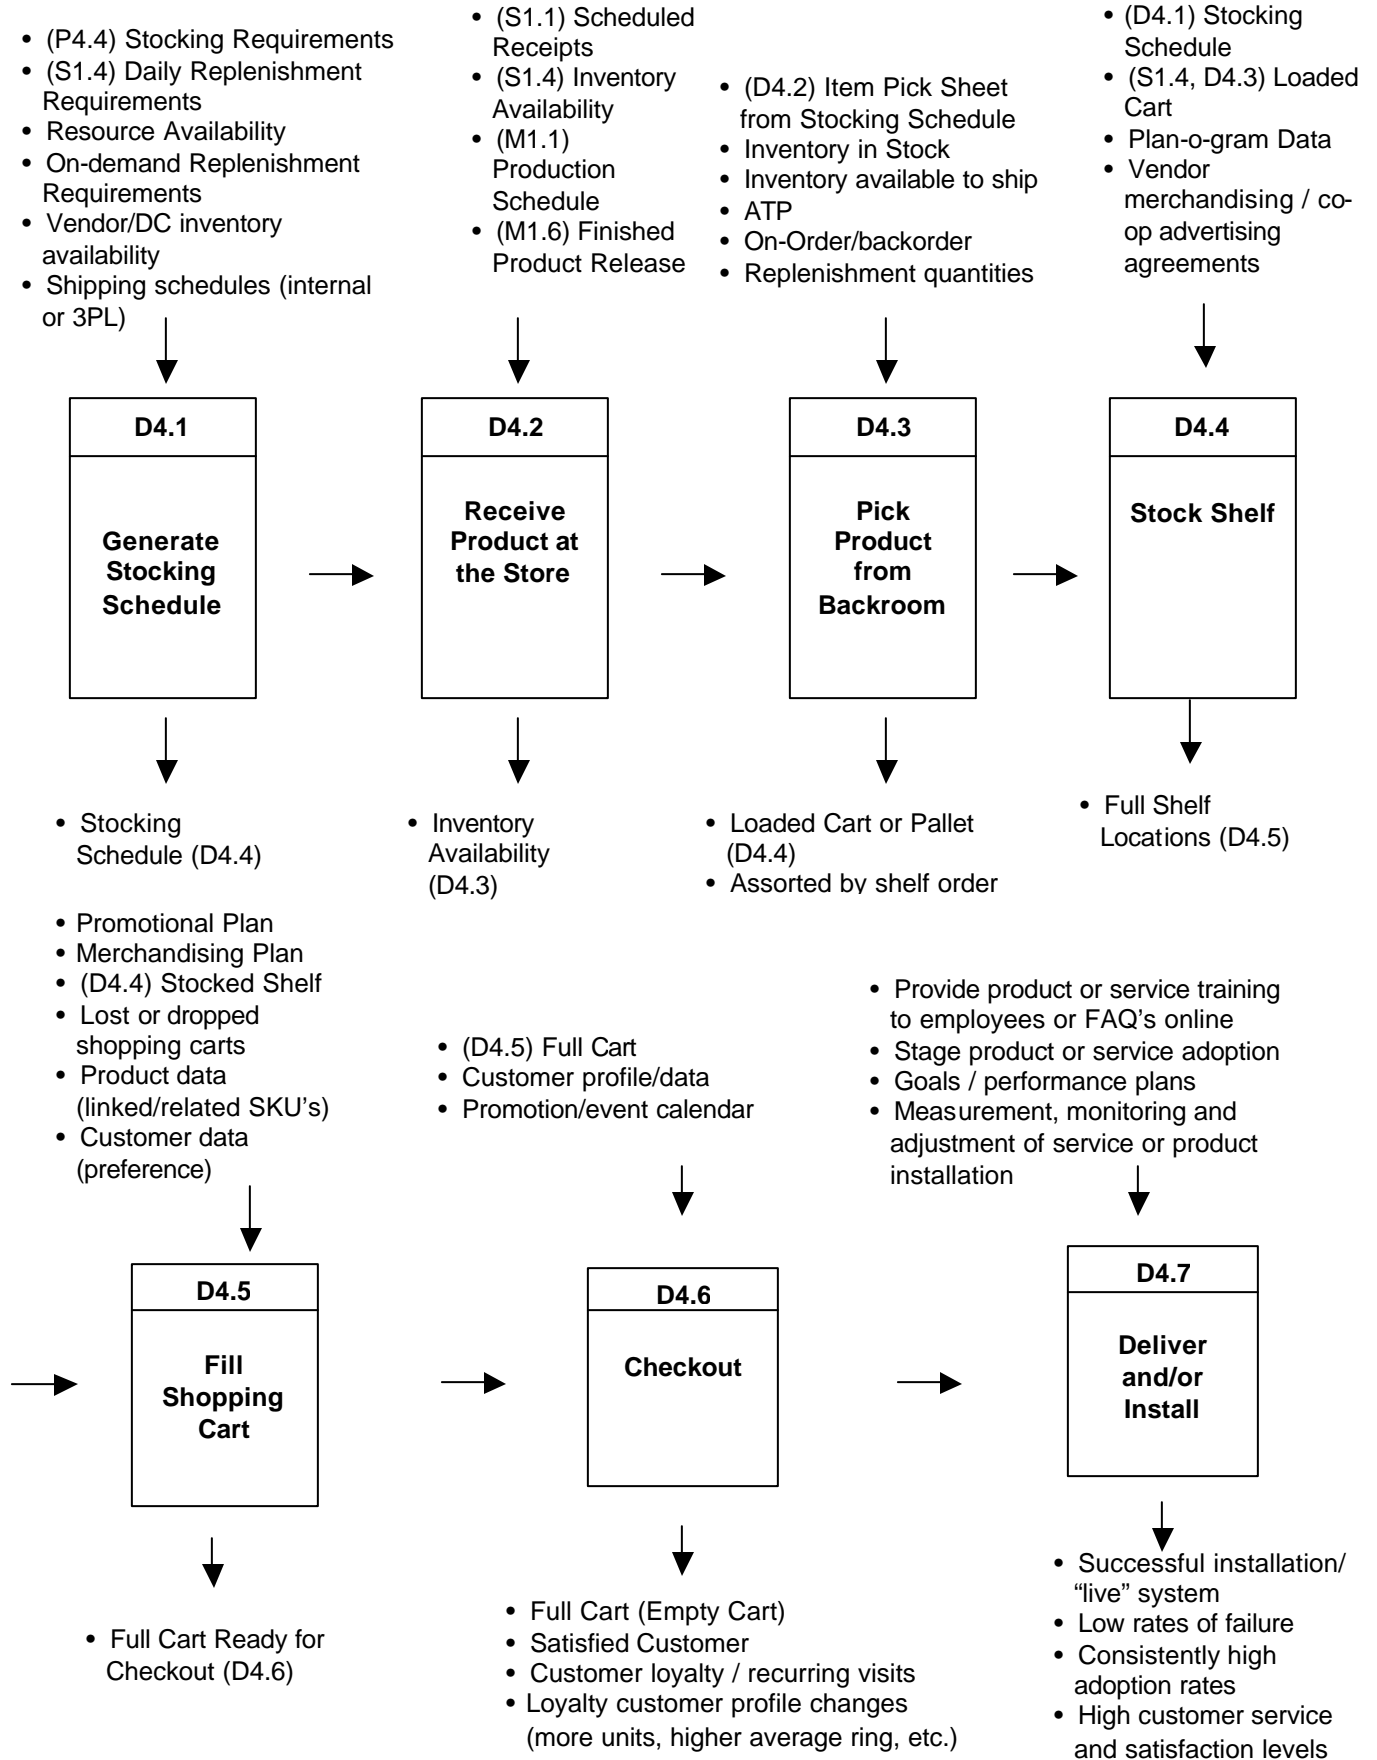 • (P4.4) Stocking Requirements
• (S1.4) Daily Replenishment
Requirements
• Resource Availability
• On-demand Replenishment
Requirements
• Vendor/DC inventory
availability
• Shipping schedules (internal
or 3PL)
• (S1.1) Scheduled
Receipts
• (S1.4) Inventory
Availability
• (M1.1)
Production
Schedule
• (M1.6) Finished
Product Release
• (D4.2) Item Pick Sheet
from Stocking Schedule
• Inventory in Stock
• Inventory available to ship
• ATP
• On-Order/backorder
• Replenishment quantities
• (D4.1) Stocking
Schedule
• (S1.4, D4.3) Loaded
Cart
• Plan-o-gram Data
• Vendor
merchandising / co-
op advertising
agreements
D4.1
Generate
Stocking
Schedule
D4.2
Receive
Product at
the Store
D4.3
Pick
Product
from
Backroom
D4.4
Stock Shelf
• Stocking
Schedule (D4.4)
• Inventory
Availability
(D4.3)
• Loaded Cart or Pallet
(D4.4)
• Assorted by shelf order
• Full Shelf
Locations (D4.5)
• Promotional Plan
• Merchandising Plan
• (D4.4) Stocked Shelf
• Lost or dropped
shopping carts
• Product data
(linked/related SKU's)
• Customer data
(preference)
• (D4.5) Full Cart
• Customer profile/data
• Promotion/event calendar
• Provide product or service training
to employees or FAQ's online
• Stage product or service adoption
• Goals / performance plans
• Measurement, monitoring and
adjustment of service or product
installation
D4.5
Fill
Shopping
Cart
D4.6
Checkout
D4.7
Deliver
and/or
Install
• Full Cart Ready for
Checkout (D4.6)
• Full Cart (Empty Cart)
• Satisfied Customer
• Customer loyalty / recurring visits
• Loyalty customer profile changes
(more units, higher average ring, etc.)
• Successful installation/
“live” system
• Low rates of failure
• Consistently high
adoption rates
• High customer service
and satisfaction levels